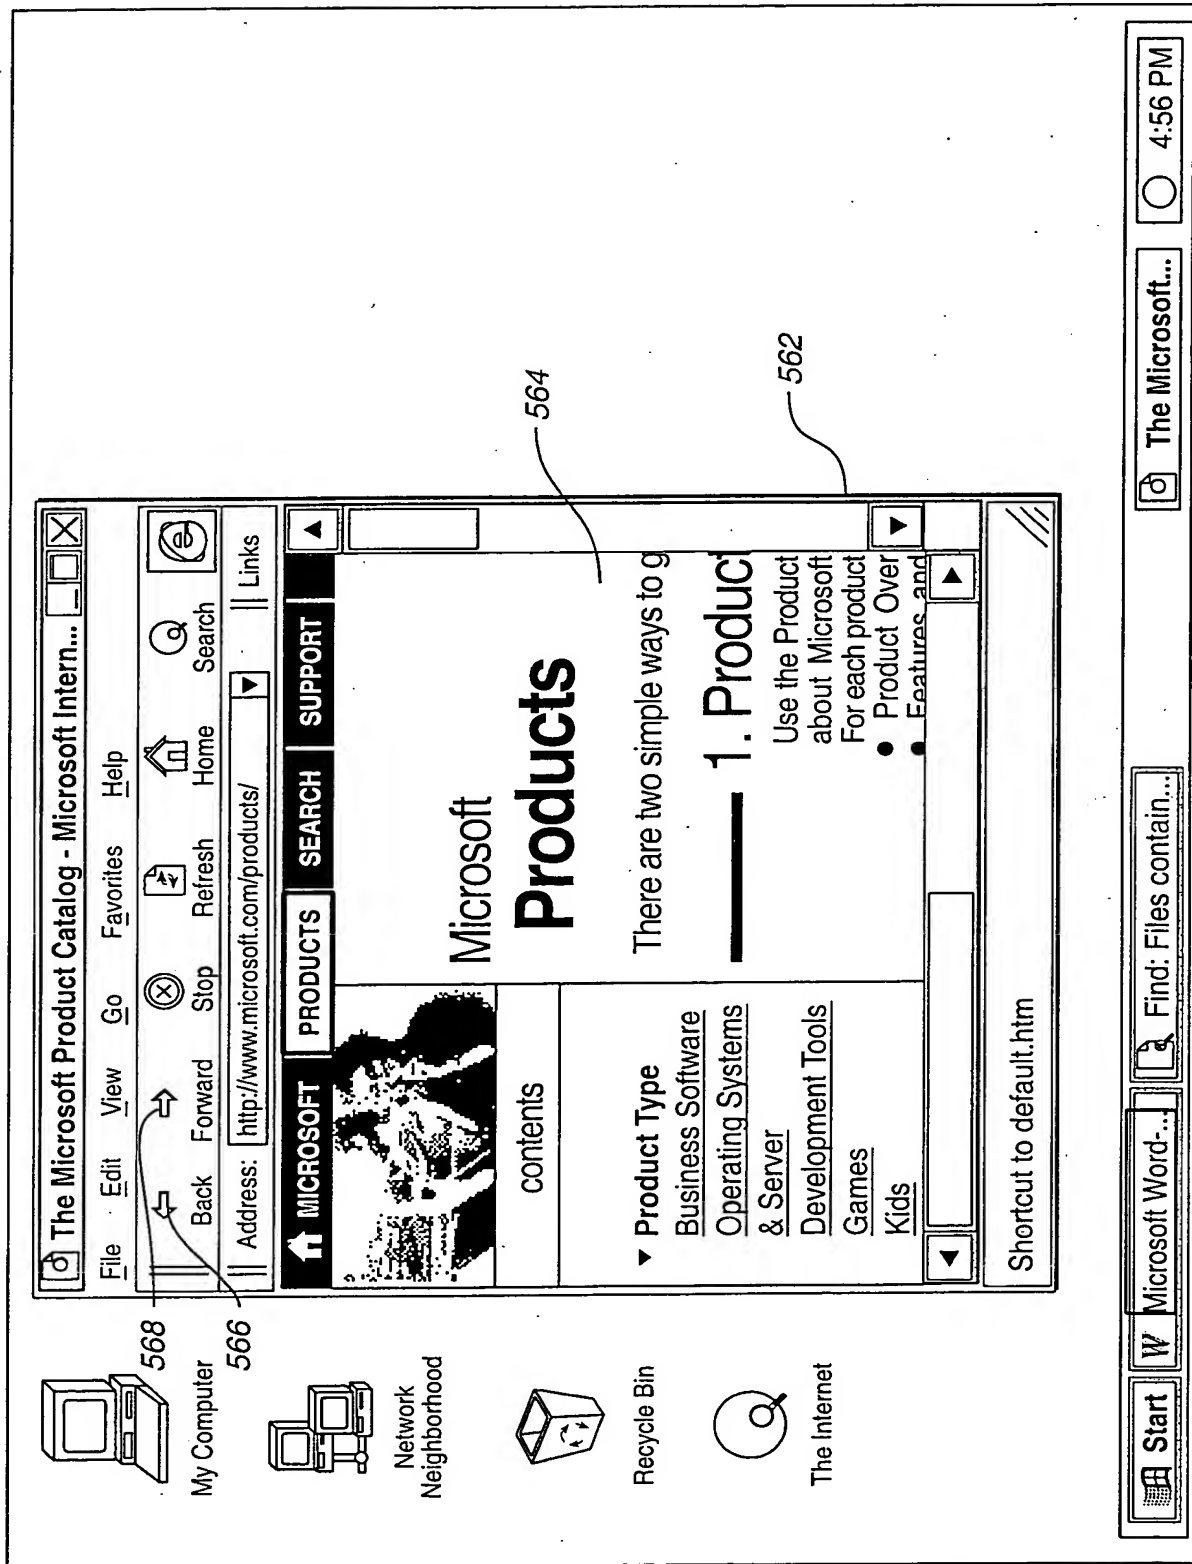 My Computer
Network
Neighborhood
Recycle Bin
The Internet
568
566
The Microsoft Product Catalog - Microsoft Intern...
File Edit View Go Favorites Help
Back Forward Stop Refresh Home Search
Address: http://www.microsoft.com/products/ Links
MICROSOFT PRODUCTS SEARCH SUPPORT
contents
Product Type
Business Software
Operating Systems
& Server
Development Tools
Games
Kids
Microsoft
Products
There are two simple ways to g
1. Product
Use the Product
about Microsoft
For each product
• Product Over
• Features and
Shortcut to default.htm
564
562
Start
W Microsoft Word-...
Find: Files contain...
The Microsoft...
4:56 PM